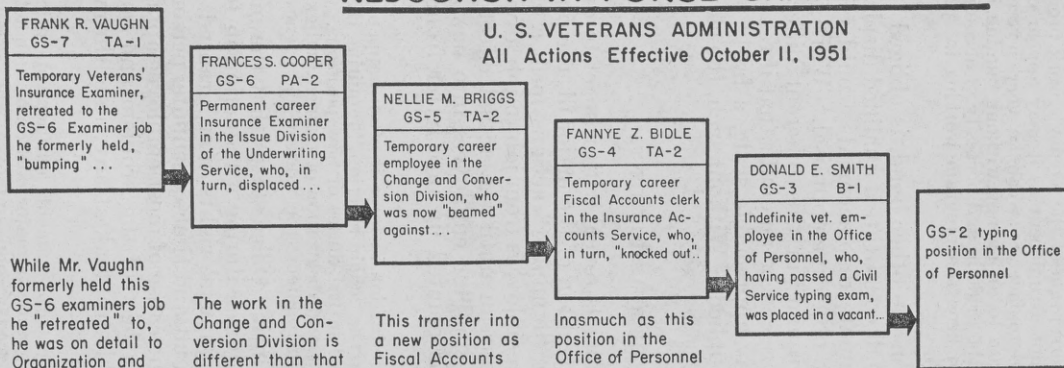 U. S. VETERANS ADMINISTRATION
All Actions Effective October 11, 1951
FRANK R. VAUGHN
GS-7 TA-1
Temporary Veterans'
Insurance Examiner,
retreated to the
GS-6 Examiner job
he formerly held,
"bumping" ...
FRANCES S. COOPER
GS-6 PA-2
Permanent career
Insurance Examiner
in the Issue Division
of the Underwriting
Service, who, in
turn, displaced ...
NELLIE M. BRIGGS
GS-5 TA-2
Temporary career
employee in the
Change and Conver-
sion Division, who
was now "beamed"
against...
FANNYE Z. BIDLE
GS-4 TA-2
Temporary career
Fiscal Accounts clerk
in the Insurance Ac-
counts Service, who,
in turn, "knocked out"..
DONALD E. SMITH
GS-3 B-1
Indefinite vet. em-
ployee in the Office
of Personnel, who,
having passed a Civil
Service typing exam,
was placed in a vacant...
GS-2 typing
position in the Office
of Personnel
While Mr. Vaughn
formerly held this
GS-6 examiners job
he "retreated" to,
he was on detail to
Organization and
The work in the
Change and Con-
version Division is
different than that
This transfer into
a new position as
Fiscal Accounts
Inasmuch as this
position in the
Office of Personnel